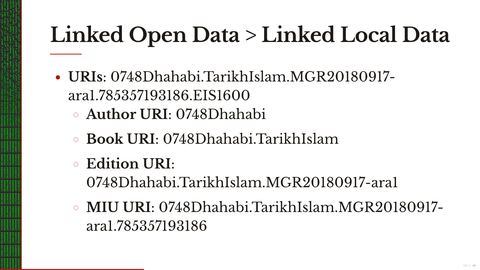 Linked Open Data > Linked Local Data
• URIs: 0748Dhahabi.TarikhIslam.MGR20180917-
ara1.785357193186.EIS1600
○ Author URI: 0748Dhahabi
○ Book URI: 0748Dhahabi.TarikhIslam
○ Edition URI:
0748Dhahabi.TarikhIslam.MGR20180917-ara1
○ MIU URI: 0748Dhahabi.TarikhIslam.MGR20180917-
ara1.785357193186